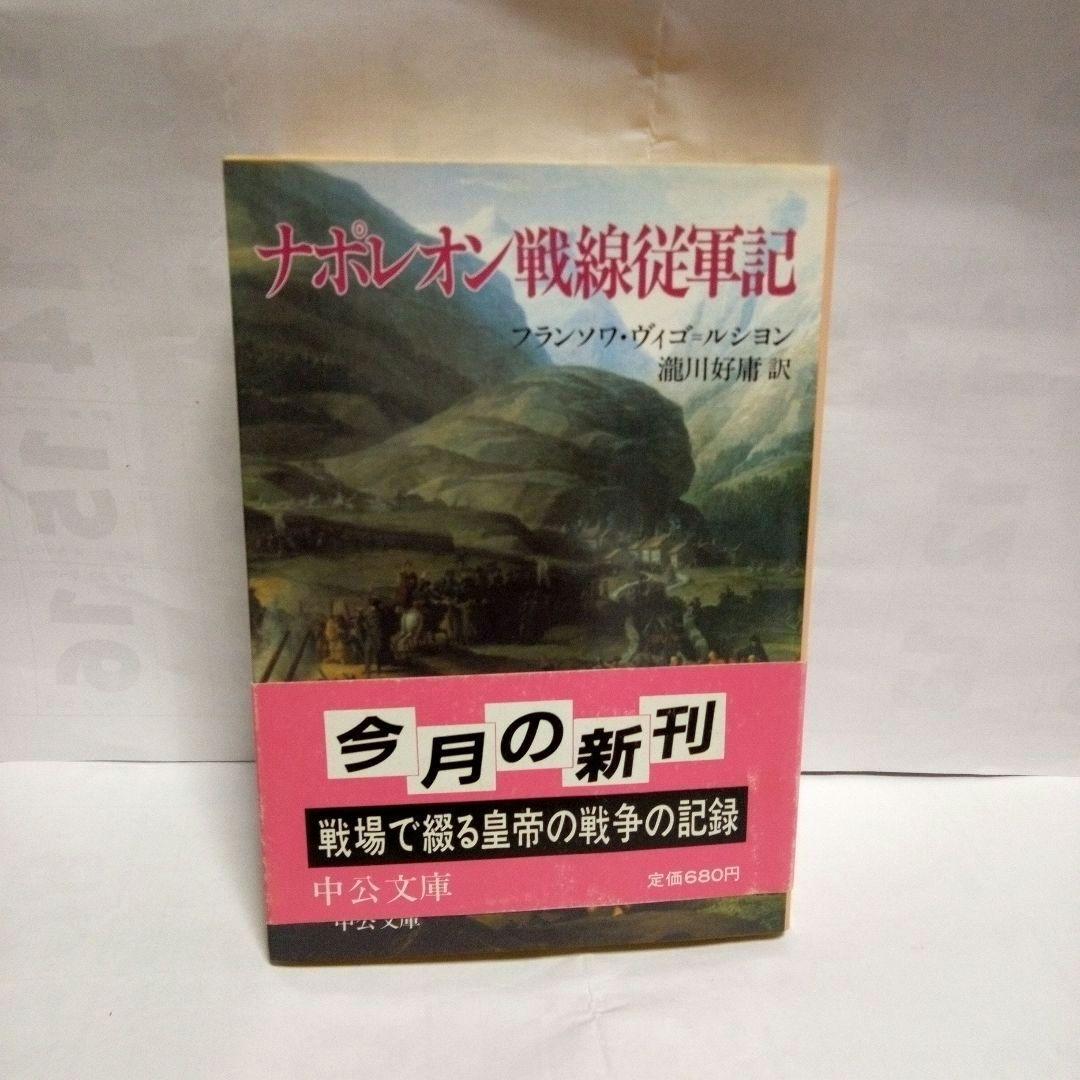 ナポレオン戦線従軍記
フランソワ・ヴィゴ=ルシヨン
瀧川好庸 訳
今月の新刊
戦場で綴る皇帝の戦争の記録
中公文庫
定価680円
中公文庫